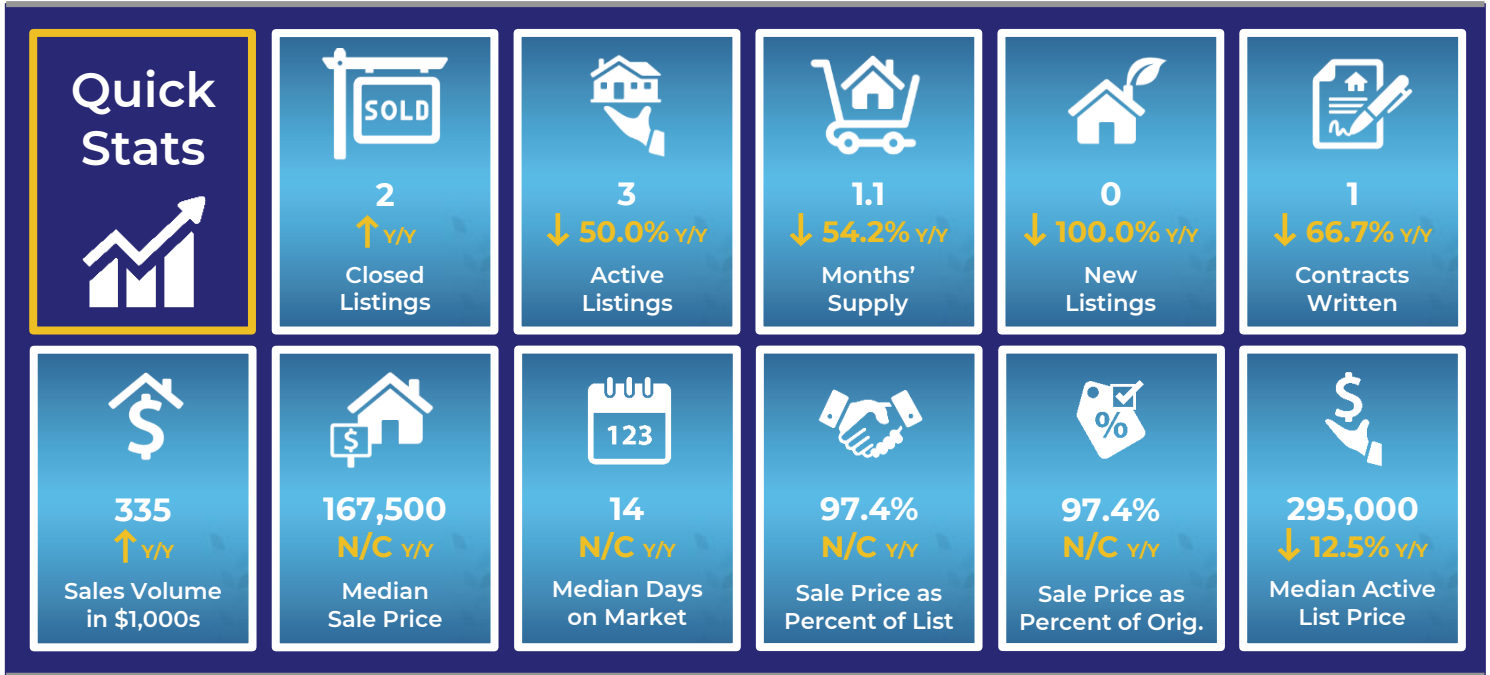 Quick
Stats
SOLD
2
↑ Y/Y
Closed
Listings
3
↓ 50.0% Y/Y
Active
Listings
1.1
↓ 54.2% Y/Y
Months’
Supply
0
↓ 100.0% Y/Y
New
Listings
1
↓ 66.7% Y/Y
Contracts
Written
$
335
↑ Y/Y
Sales Volume
in $1,000s
$
167,500
N/C Y/Y
Median
Sale Price
123
14
N/C Y/Y
Median Days
on Market
97.4%
N/C Y/Y
Sale Price as
Percent of List
%
97.4%
N/C Y/Y
Sale Price as
Percent of Orig.
$
295,000
↓ 12.5% Y/Y
Median Active
List Price